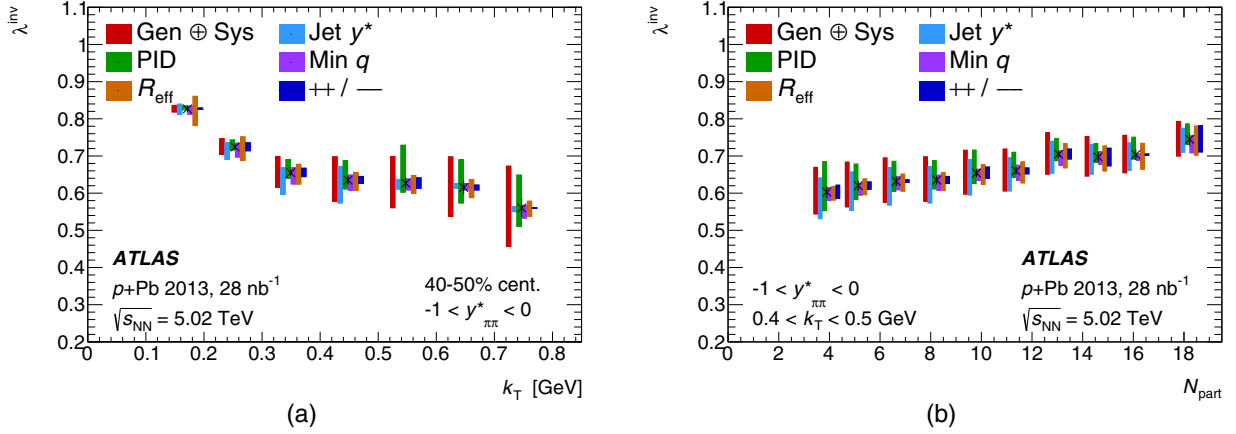 λ^inv
1.1
1
0.9
0.8
0.7
0.6
0.5
0.4
0.3
0.2
Gen ⊕ Sys
PID
R_eff
Jet y*
Min q
++ / −−
ATLAS
p+Pb 2013, 28 nb⁻¹
√s_NN = 5.02 TeV
40-50% cent.
-1 < y*_ππ < 0
0 0.1 0.2 0.3 0.4 0.5 0.6 0.7 0.8
k_T [GeV]
(a)
λ^inv
1.1
1
0.9
0.8
0.7
0.6
0.5
0.4
0.3
0.2
Gen ⊕ Sys
PID
R_eff
Jet y*
Min q
++ / −−
-1 < y*_ππ < 0
0.4 < k_T < 0.5 GeV
ATLAS
p+Pb 2013, 28 nb⁻¹
√s_NN = 5.02 TeV
0 2 4 6 8 10 12 14 16 18
N_part
(b)